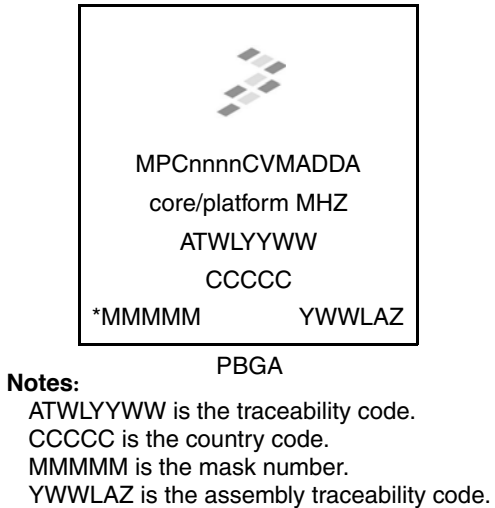 MPCnnnnCVMADDA
core/platform MHZ
ATWLYYWW
CCCCC
*MMMMM YWWLAZ
PBGA
Notes:
ATWLYYWW is the traceability code.
CCCCC is the country code.
MMMMM is the mask number.
YWWLAZ is the assembly traceability code.